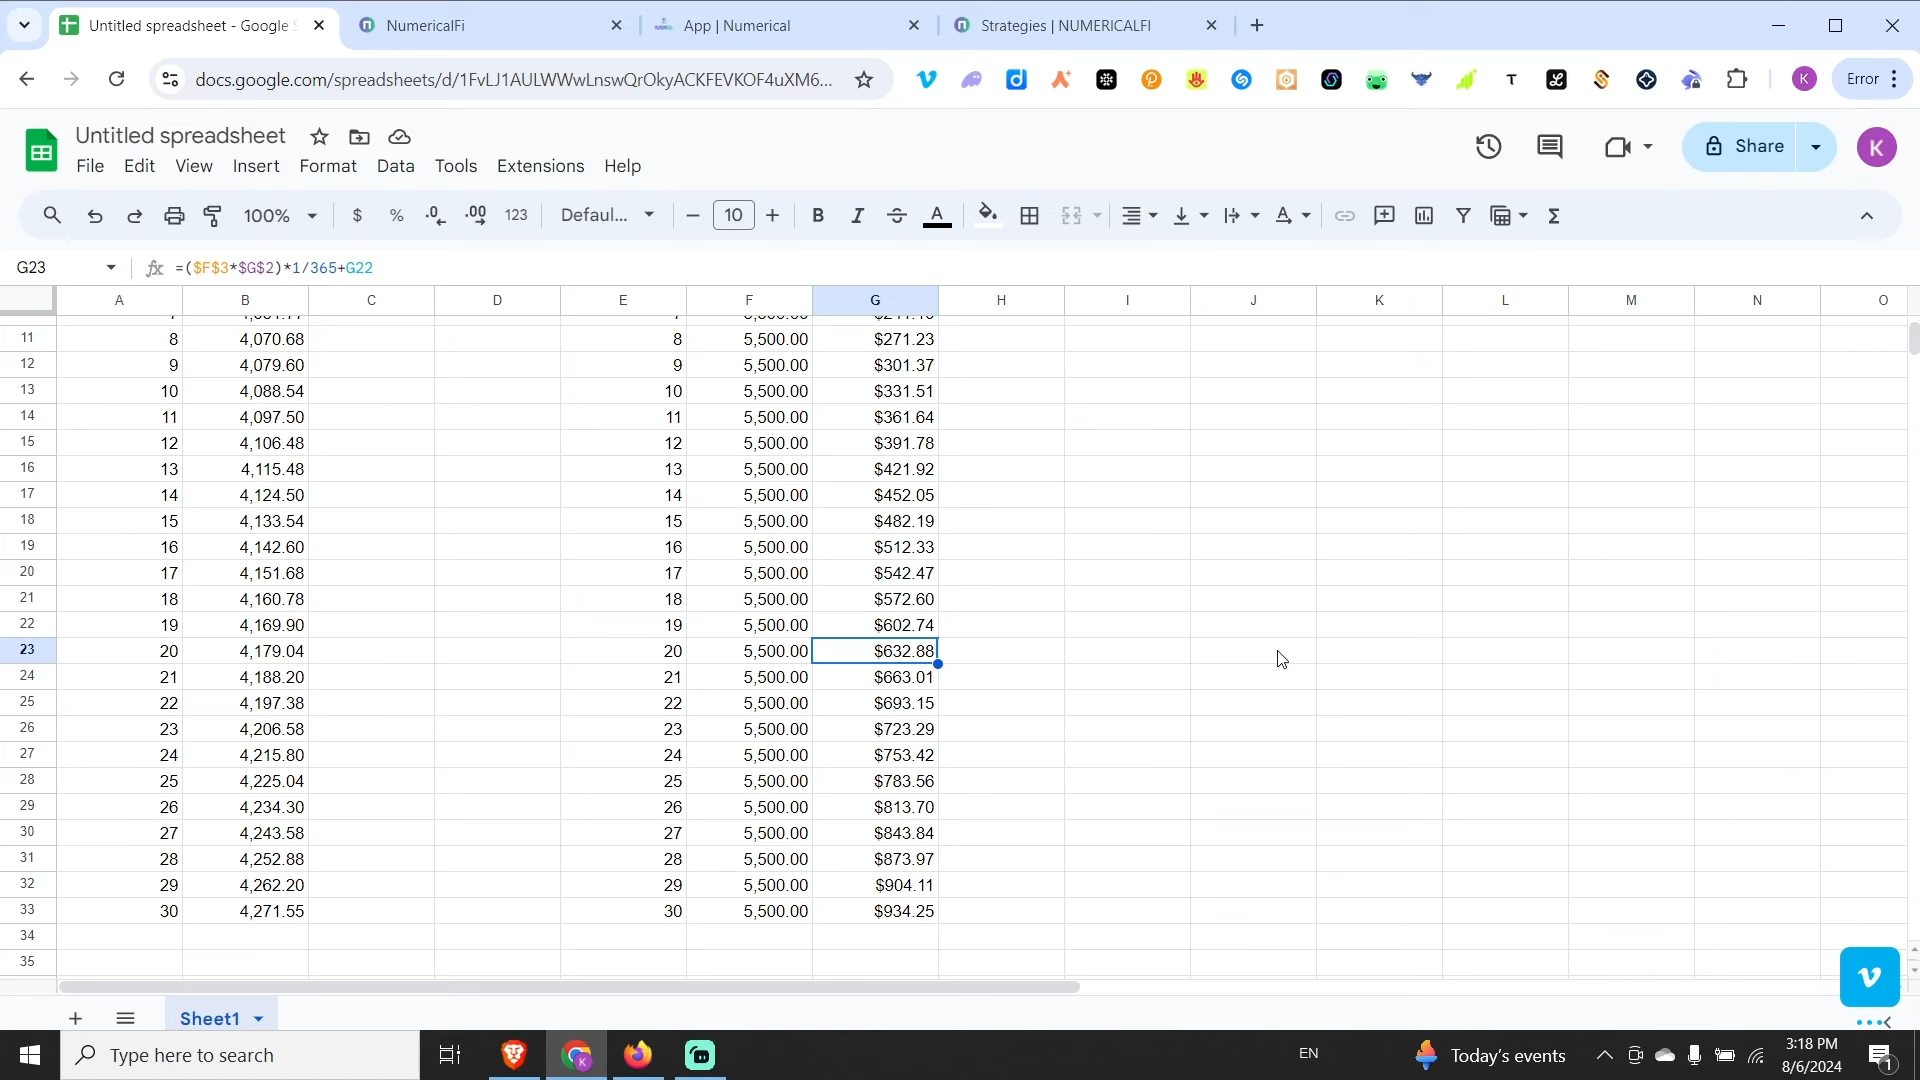 Untitled spreadsheet - Google S
NumericalFi
App | Numerical
Strategies | NUMERICALFI
docs.google.com/spreadsheets/d/1FvLJ1AULWWwLnswQrOkyACKFEVKOF4uXM6...
K
Error
Untitled spreadsheet
File Edit View Insert Format Data Tools Extensions Help
Share
K
100%
$ % .0 .00 123
Defaul...
10
B I S A
G23
fx =($F$3*$G$2)*1/365+G22
A B C D E F G H I J K L M N O
11 8 4,070.68 8 5,500.00 $271.23
12 9 4,079.60 9 5,500.00 $301.37
13 10 4,088.54 10 5,500.00 $331.51
14 11 4,097.50 11 5,500.00 $361.64
15 12 4,106.48 12 5,500.00 $391.78
16 13 4,115.48 13 5,500.00 $421.92
17 14 4,124.50 14 5,500.00 $452.05
18 15 4,133.54 15 5,500.00 $482.19
19 16 4,142.60 16 5,500.00 $512.33
20 17 4,151.68 17 5,500.00 $542.47
21 18 4,160.78 18 5,500.00 $572.60
22 19 4,169.90 19 5,500.00 $602.74
23 20 4,179.04 20 5,500.00 $632.88
24 21 4,188.20 21 5,500.00 $663.01
25 22 4,197.38 22 5,500.00 $693.15
26 23 4,206.58 23 5,500.00 $723.29
27 24 4,215.80 24 5,500.00 $753.42
28 25 4,225.04 25 5,500.00 $783.56
29 26 4,234.30 26 5,500.00 $813.70
30 27 4,243.58 27 5,500.00 $843.84
31 28 4,252.88 28 5,500.00 $873.97
32 29 4,262.20 29 5,500.00 $904.11
33 30 4,271.55 30 5,500.00 $934.25
34
35
Sheet1
Type here to search
EN
Today's events
3:18 PM
8/6/2024
1